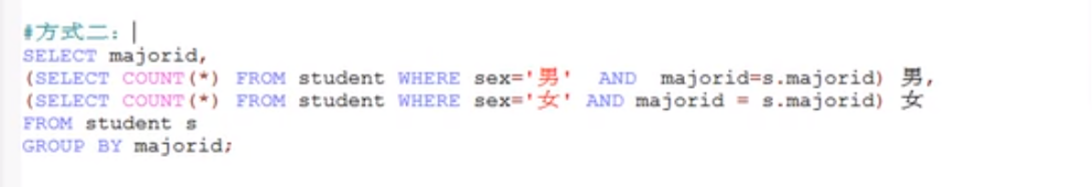 #方式二：
SELECT majorid,
(SELECT COUNT(*) FROM student WHERE sex='男' AND majorid=s.majorid) 男,
(SELECT COUNT(*) FROM student WHERE sex='女' AND majorid = s.majorid) 女
FROM student s
GROUP BY majorid;